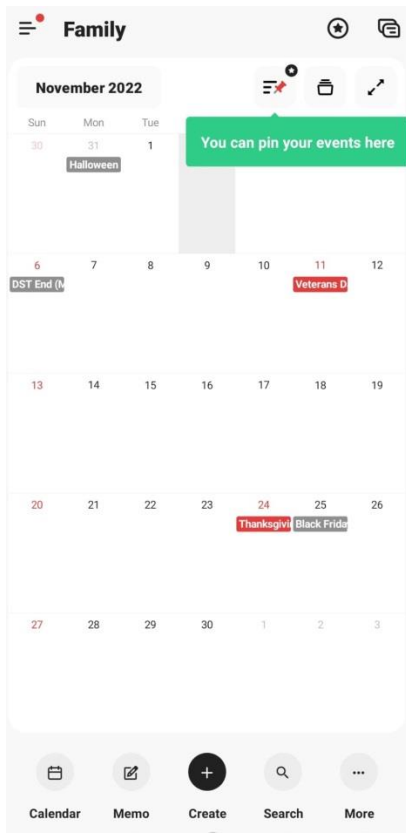 Family
November 2022
Sun Mon Tue
You can pin your events here
30 31 1
Halloween
6 7 8 9 10 11 12
DST End (M Veterans D
13 14 15 16 17 18 19
20 21 22 23 24 25 26
Thanksgivi Black Frida
27 28 29 30 1 2 3
Calendar Memo Create Search More